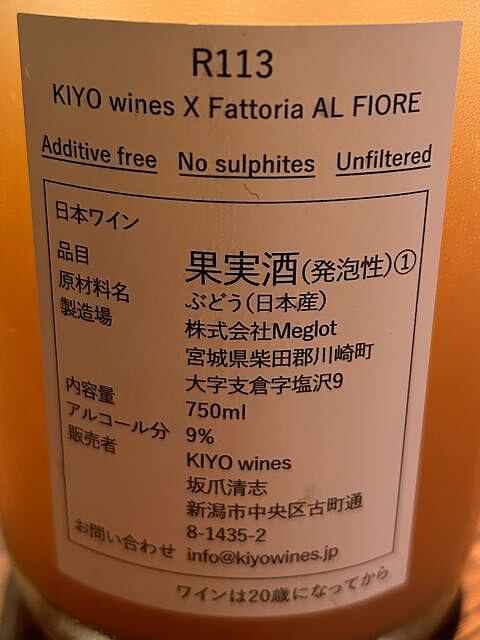 R113
KIYO wines X Fattoria AL FIORE
Additive free No sulphites Unfiltered
日本ワイン
品目 果実酒(発泡性)①
原材料名 ぶどう(日本産)
製造場 株式会社Meglot
宮城県柴田郡川崎町
大字支倉字塩沢9
内容量 750ml
アルコール分 9%
販売者 KIYO wines
坂爪清志
新潟市中央区古町通
8-1435-2
お問い合わせ info@kiyowines.jp
ワインは20歳になってから